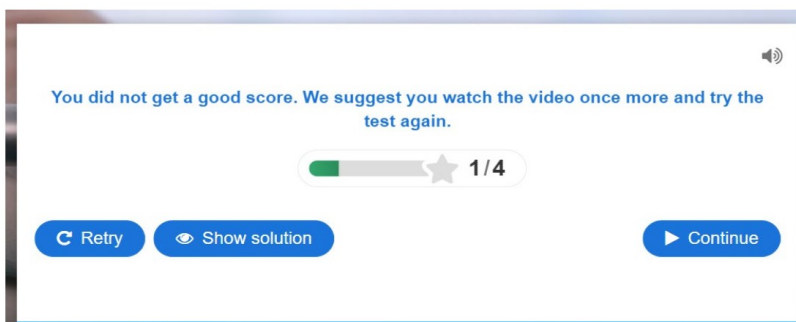 You did not get a good score. We suggest you watch the video once more and try the
test again.
1/4
Retry
Show solution
Continue